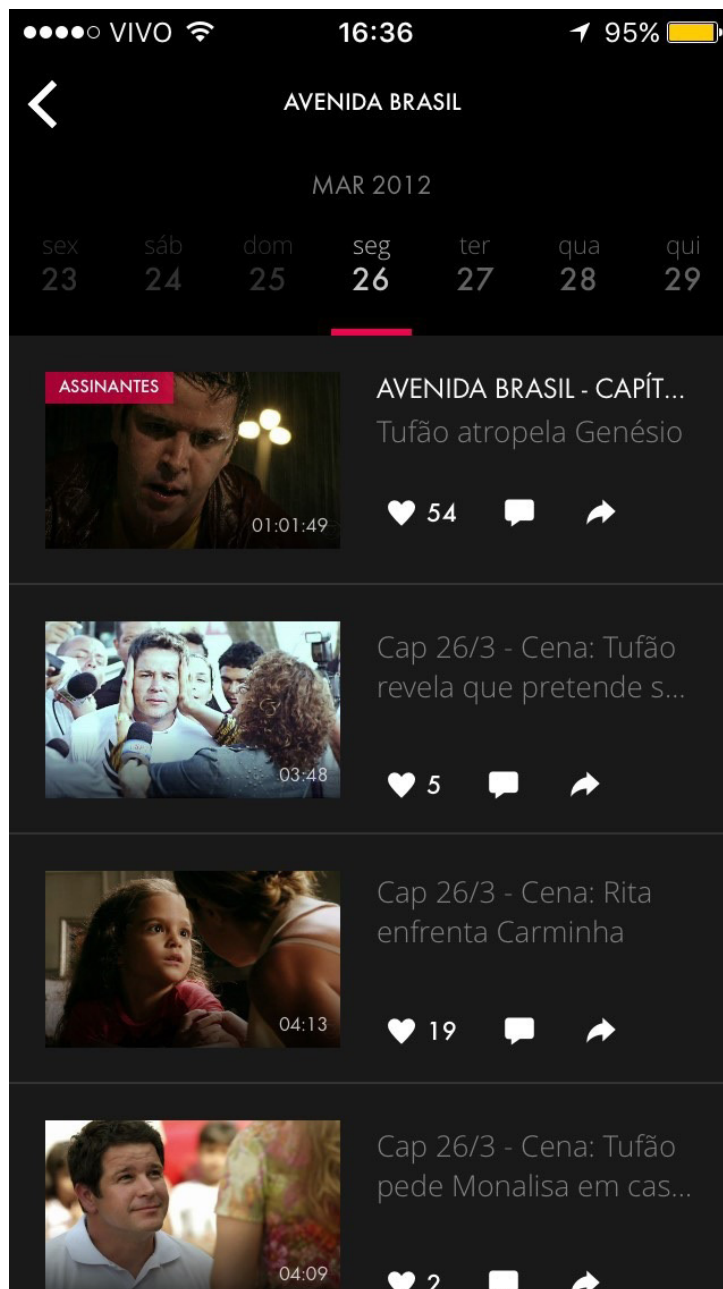 VIVO 16:36 95%
AVENIDA BRASIL
MAR 2012
sex sáb dom seg ter qua qui
23 24 25 26 27 28 29
ASSINANTES
01:01:49
AVENIDA BRASIL - CAPÍT...
Tufão atropela Genésio
54
03:48
Cap 26/3 - Cena: Tufão
revela que pretende s...
5
04:13
Cap 26/3 - Cena: Rita
enfrenta Carminha
19
04:09
Cap 26/3 - Cena: Tufão
pede Monalisa em cas...
2